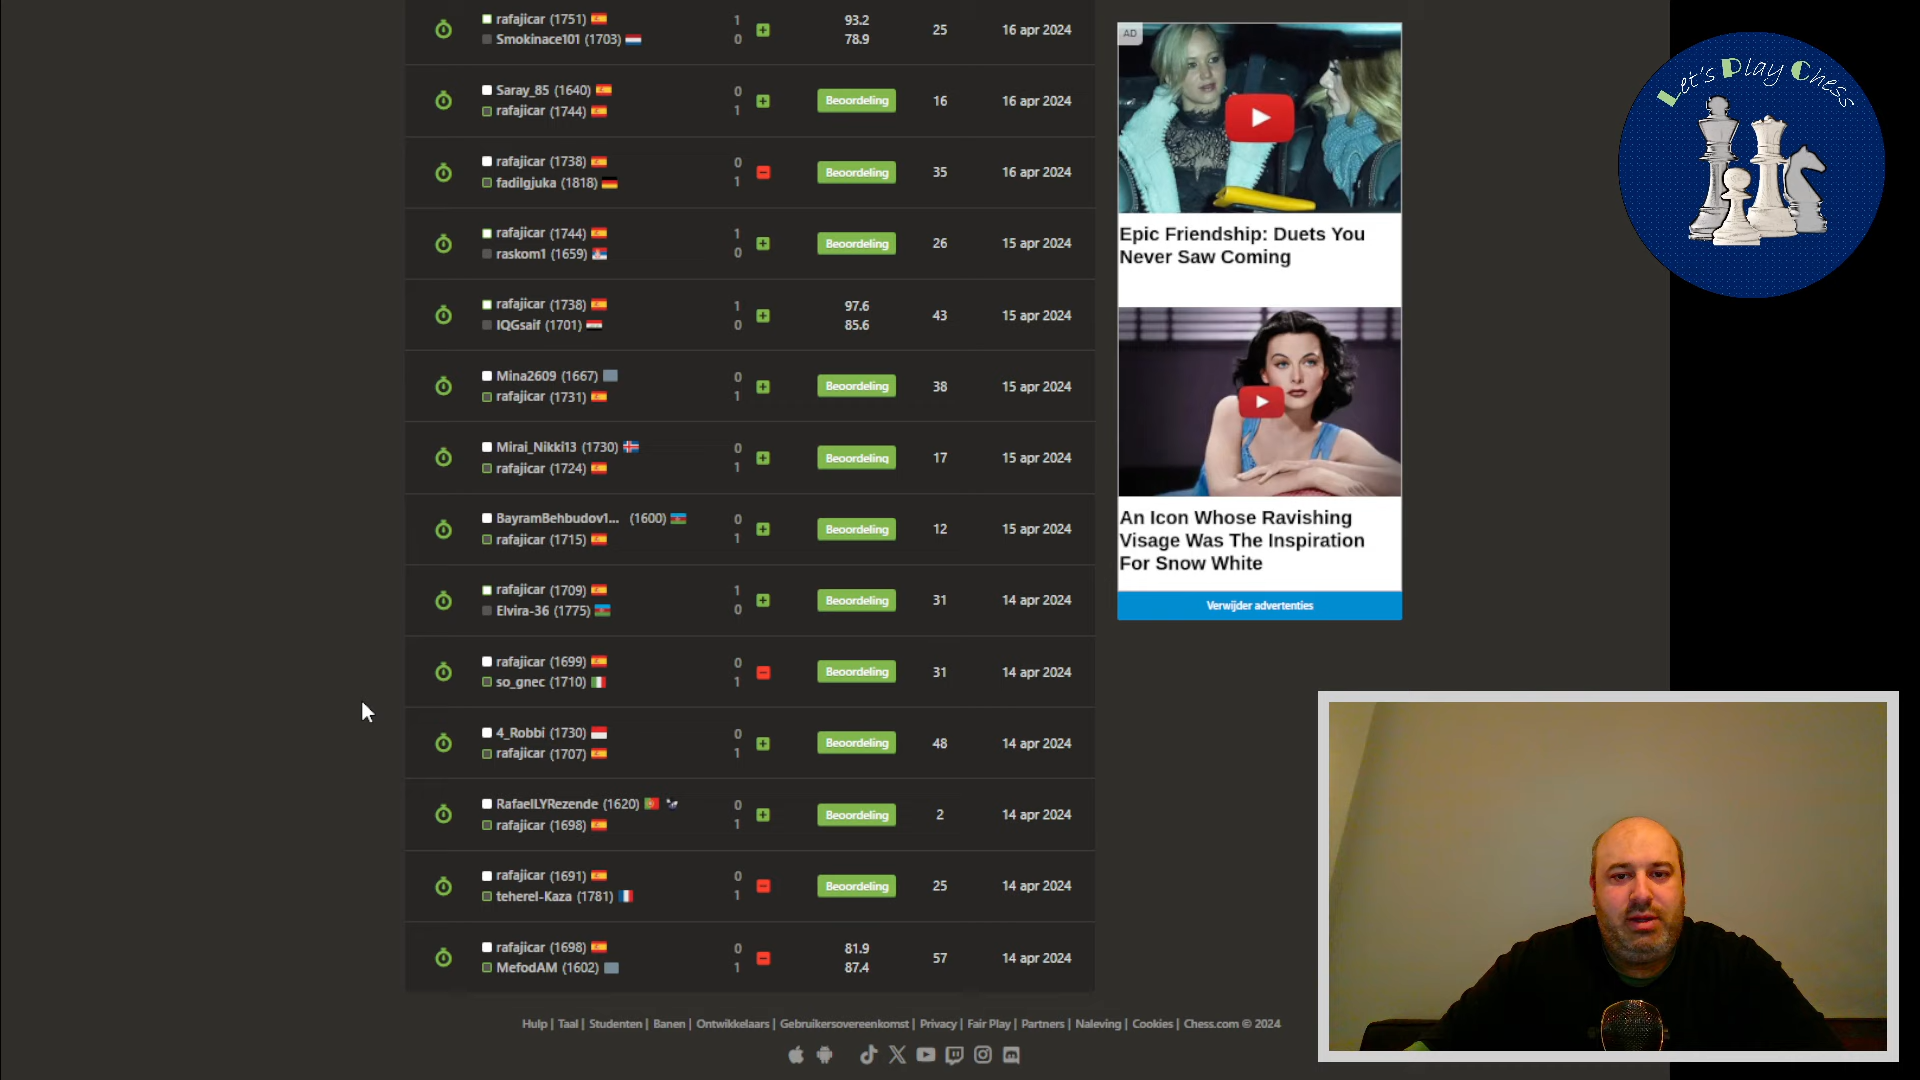 rafajicar (1751)
Smokinace101 (1703)
1
0
93.2
78.9
25
16 apr 2024
Saray_85 (1640)
rafajicar (1744)
0
1
Beoordeling
16
16 apr 2024
rafajicar (1738)
fadilgjuka (1818)
0
1
Beoordeling
35
16 apr 2024
rafajicar (1744)
raskom1 (1659)
1
0
Beoordeling
26
15 apr 2024
rafajicar (1738)
IQGsaif (1701)
1
0
97.6
85.6
43
15 apr 2024
Mina2609 (1667)
rafajicar (1731)
0
1
Beoordeling
38
15 apr 2024
Mirai_Nikki13 (1730)
rafajicar (1724)
0
1
Beoordeling
17
15 apr 2024
BayramBehbudov1... (1600)
rafajicar (1715)
0
1
Beoordeling
12
15 apr 2024
rafajicar (1709)
Elvira-36 (1775)
1
0
Beoordeling
31
14 apr 2024
rafajicar (1699)
so_gnec (1710)
0
1
Beoordeling
31
14 apr 2024
4_Robbi (1730)
rafajicar (1707)
0
1
Beoordeling
48
14 apr 2024
RafaelLYRezende (1620)
rafajicar (1698)
0
1
Beoordeling
2
14 apr 2024
rafajicar (1691)
teherel-Kaza (1781)
0
1
Beoordeling
25
14 apr 2024
rafajicar (1698)
MefodAM (1602)
0
1
81.9
87.4
57
14 apr 2024
Hulp | Taal | Studenten | Banen | Ontwikkelaars | Gebruikersovereenkomst | Privacy | Fair Play | Partners | Naleving | Cookies | Chess.com © 2024
AD
Epic Friendship: Duets You
Never Saw Coming
An Icon Whose Ravishing
Visage Was The Inspiration
For Snow White
Verwijder advertenties
Let's Play Chess